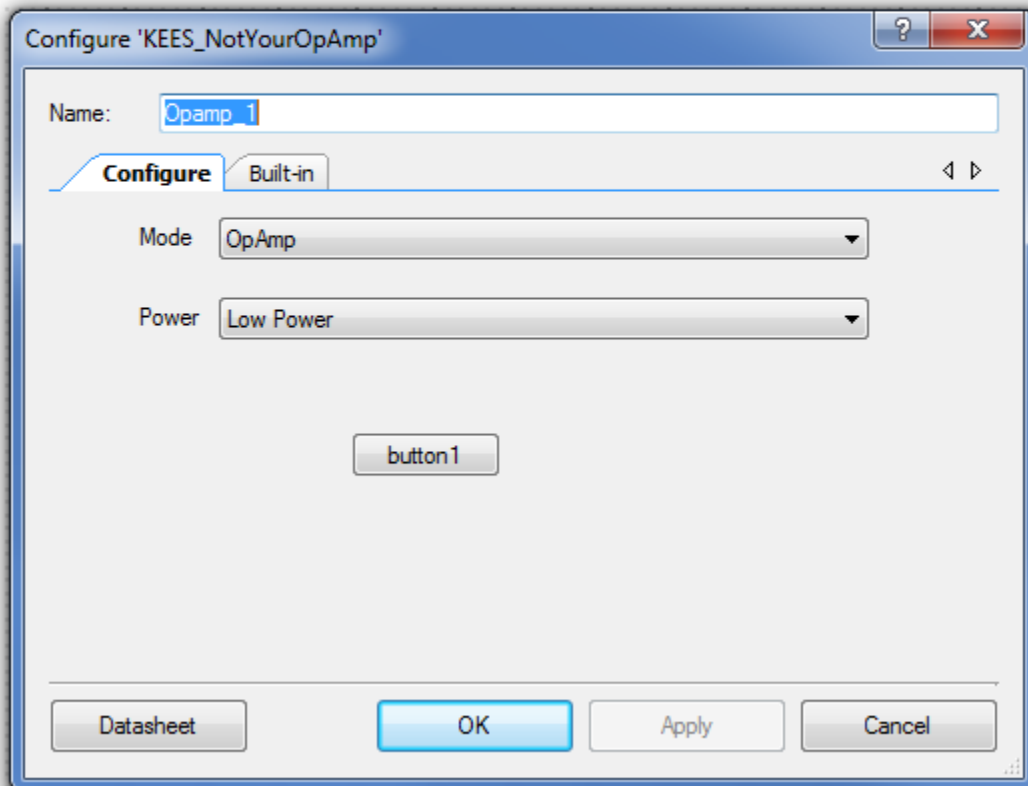 Configure 'KEES_NotYourOpAmp'
?
Name: Opamp_1
Configure Built-in
Mode OpAmp
Power Low Power
button1
Datasheet OK Apply Cancel